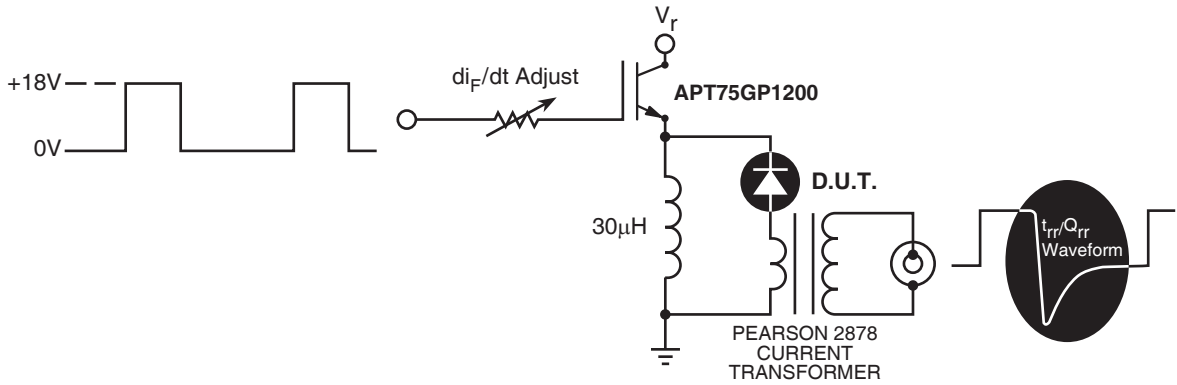 V_r
+18V
di_F/dt Adjust
APT75GP1200
0V
D.U.T.
30μH
t_rr/Q_rr
Waveform
PEARSON 2878
CURRENT
TRANSFORMER